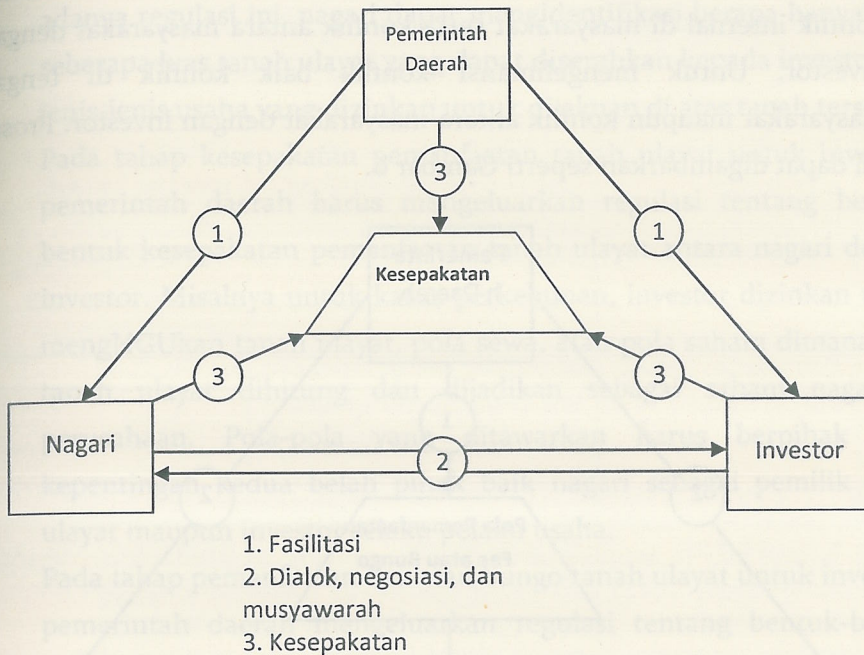 Pemerintah
Daerah
3
1
1
Kesepakatan
3
3
Nagari
2
Investor
1. Fasilitasi
2. Dialok, negosiasi, dan
musyawarah
3. Kesepakatan